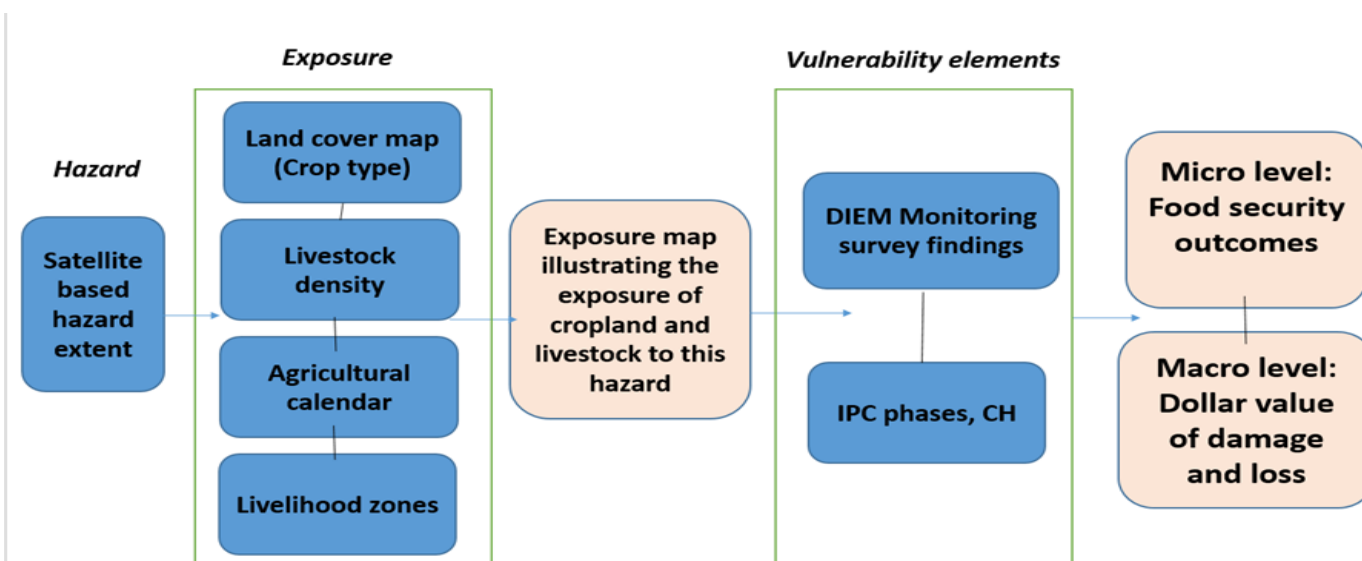 Hazard
Satellite
based
hazard
extent
Exposure
Land cover map
(Crop type)
Livestock
density
Agricultural
calendar
Livelihood zones
Exposure map
illustrating the
exposure of
cropland and
livestock to this
hazard
Vulnerability elements
DIEM Monitoring
survey findings
IPC phases, CH
Micro level:
Food security
outcomes
Macro level:
Dollar value
of damage
and loss